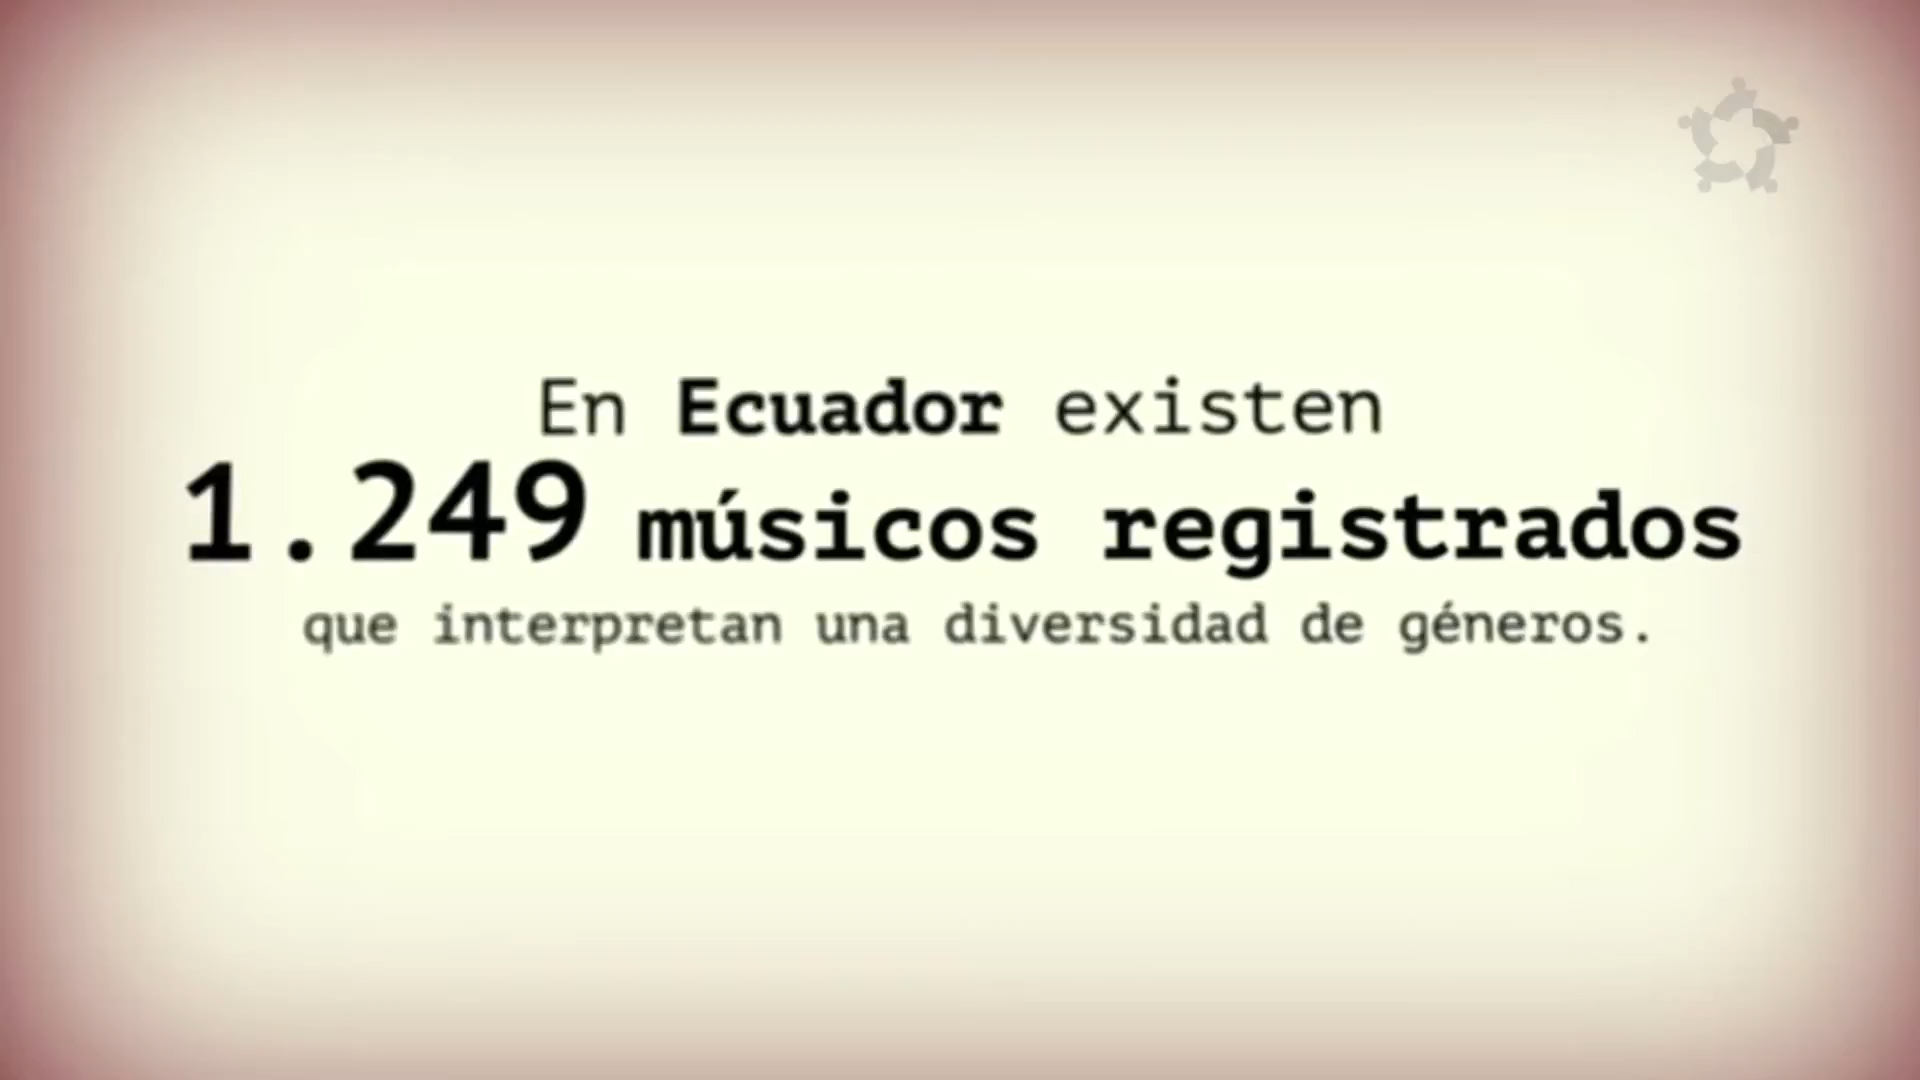 En Ecuador existen
1.249 músicos registrados
que interpretan una diversidad de géneros.